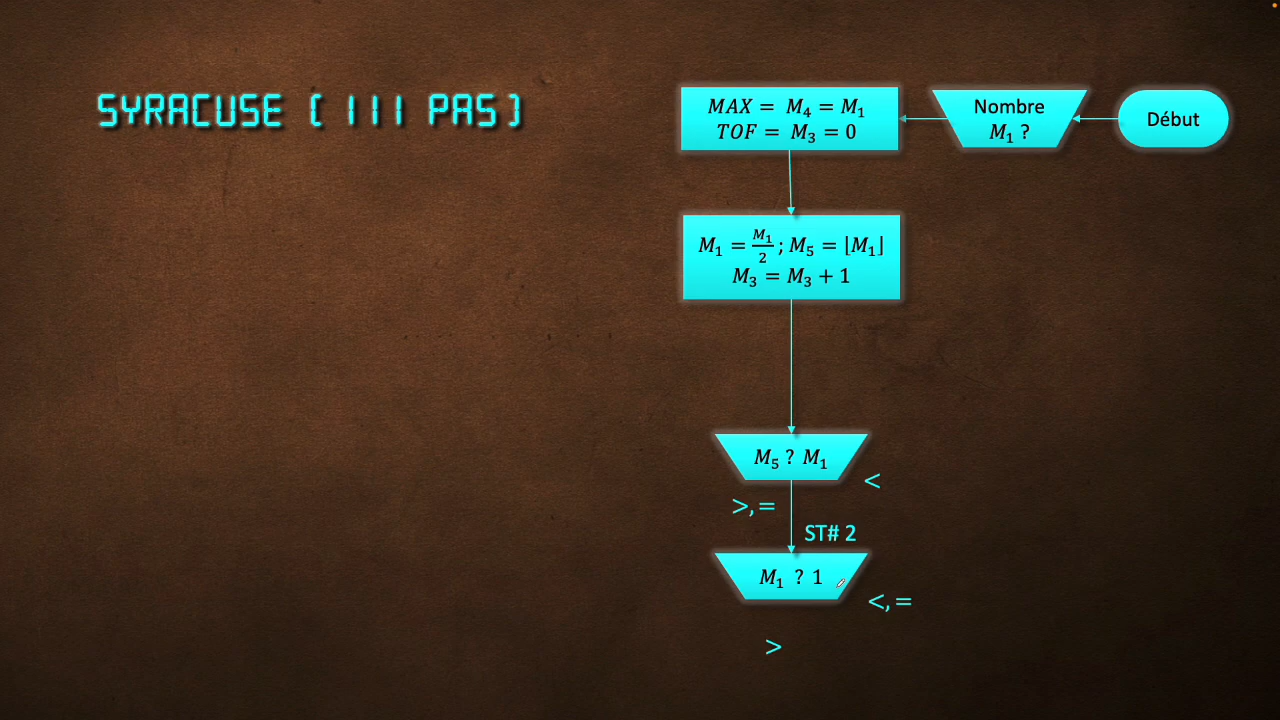 SYRACUSE [ 111 PAS ]
MAX = M₄ = M₁
TOF = M₃ = 0
Nombre
M₁ ?
Début
M₁ = M₁/2 ; M₅ = ⌊M₁⌋
M₃ = M₃ + 1
M₅ ? M₁
<
>, =
ST# 2
M₁ ? 1
<, =
>